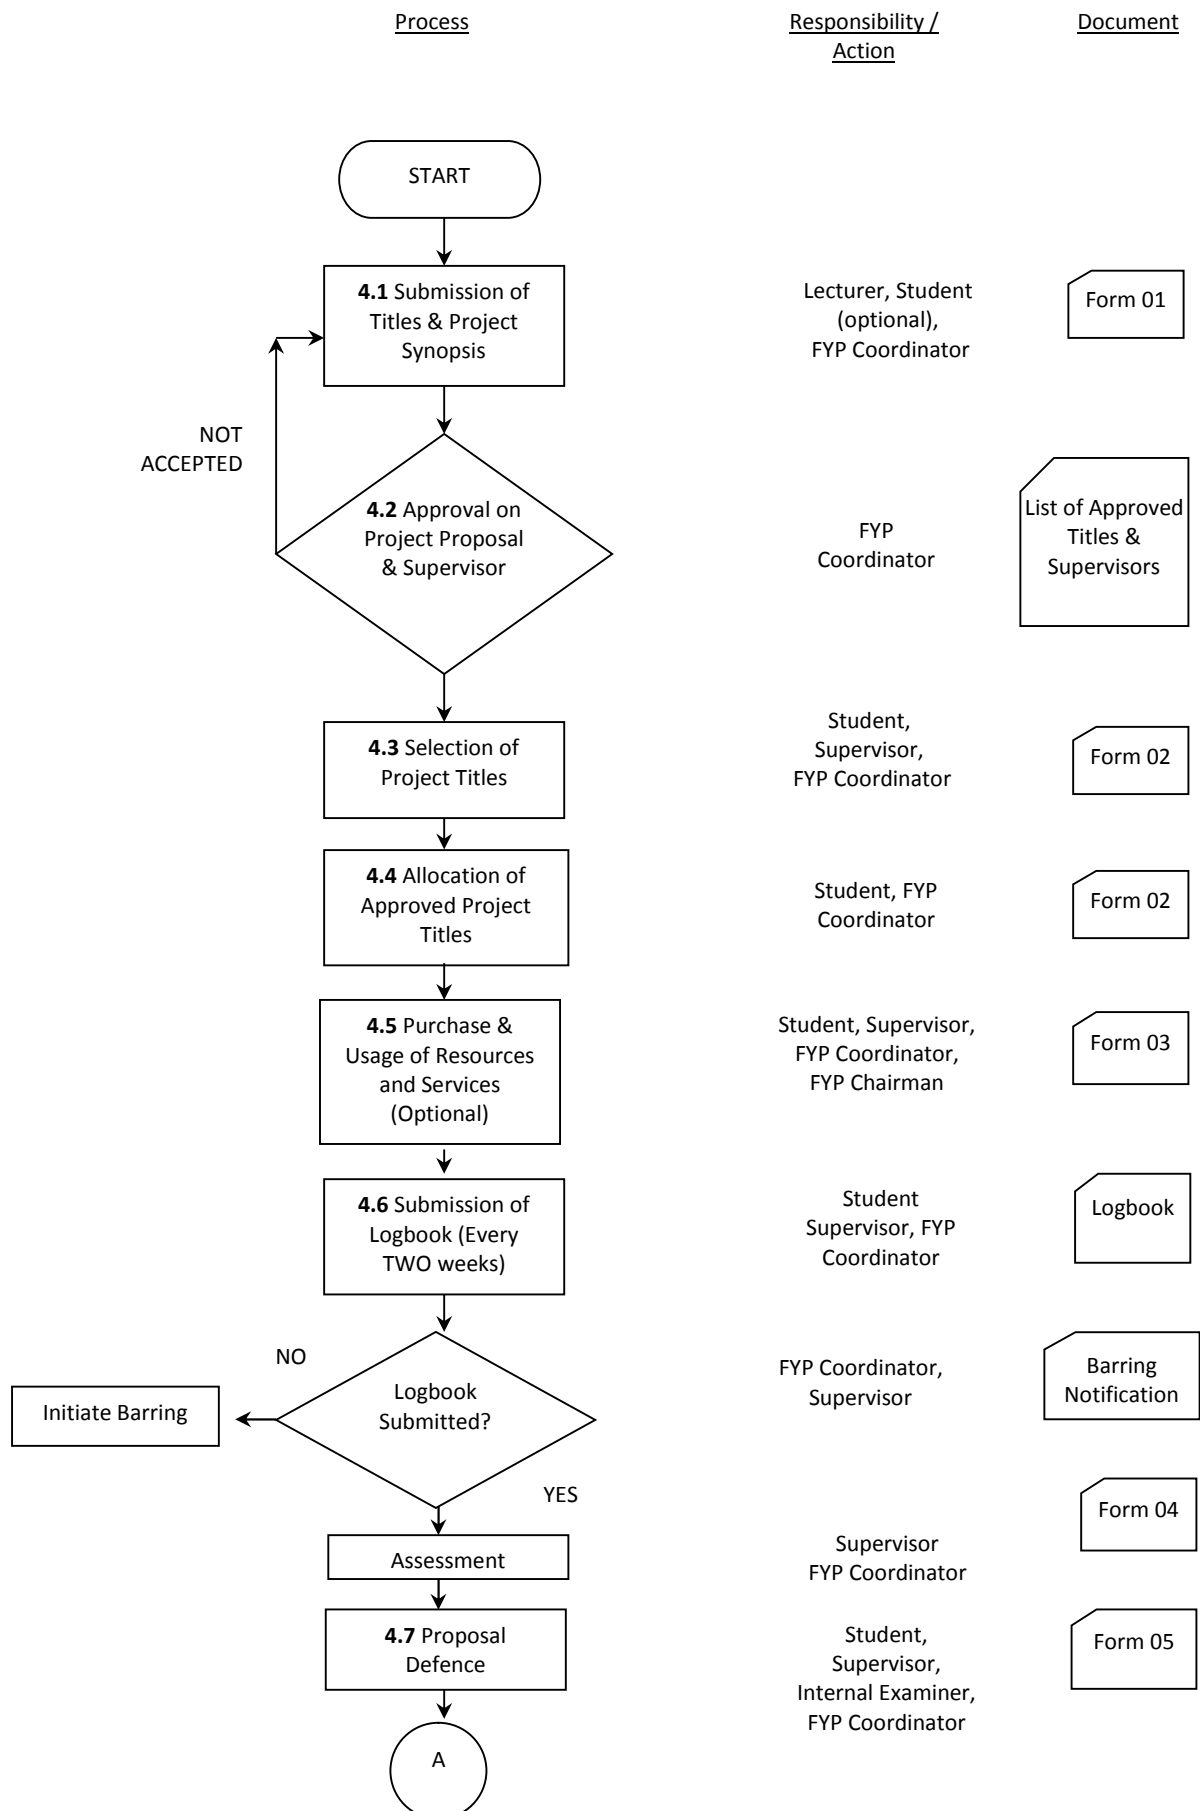 Process
Responsibility /
Action
Document
START
4.1 Submission of
Titles & Project
Synopsis
Lecturer, Student
(optional),
FYP Coordinator
Form 01
NOT
ACCEPTED
4.2 Approval on
Project Proposal
& Supervisor
FYP
Coordinator
List of Approved
Titles &
Supervisors
4.3 Selection of
Project Titles
Student,
Supervisor,
FYP Coordinator
Form 02
4.4 Allocation of
Approved Project
Titles
Student, FYP
Coordinator
Form 02
4.5 Purchase &
Usage of Resources
and Services
(Optional)
Student, Supervisor,
FYP Coordinator,
FYP Chairman
Form 03
4.6 Submission of
Logbook (Every
TWO weeks)
Student
Supervisor, FYP
Coordinator
Logbook
NO
Initiate Barring
Logbook
Submitted?
FYP Coordinator,
Supervisor
Barring
Notification
YES
Assessment
Supervisor
FYP Coordinator
Form 04
4.7 Proposal
Defence
Student,
Supervisor,
Internal Examiner,
FYP Coordinator
Form 05
A